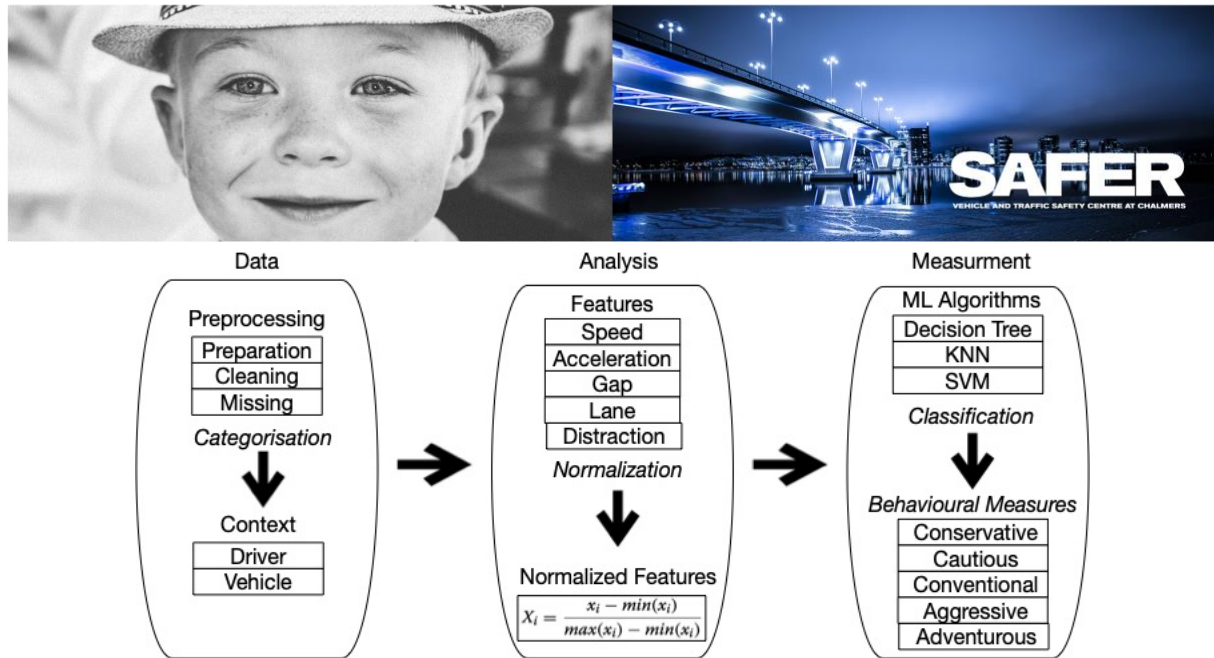 SAFER
VEHICLE AND TRAFFIC SAFETY CENTRE AT CHALMERS
Data
Preprocessing
Preparation
Cleaning
Missing
Categorisation
Context
Driver
Vehicle
Analysis
Features
Speed
Acceleration
Gap
Lane
Distraction
Normalization
Normalized Features
X_i = \frac{x_i - min(x_i)}{max(x_i) - min(x_i)}
Measurment
ML Algorithms
Decision Tree
KNN
SVM
Classification
Behavioural Measures
Conservative
Cautious
Conventional
Aggressive
Adventurous